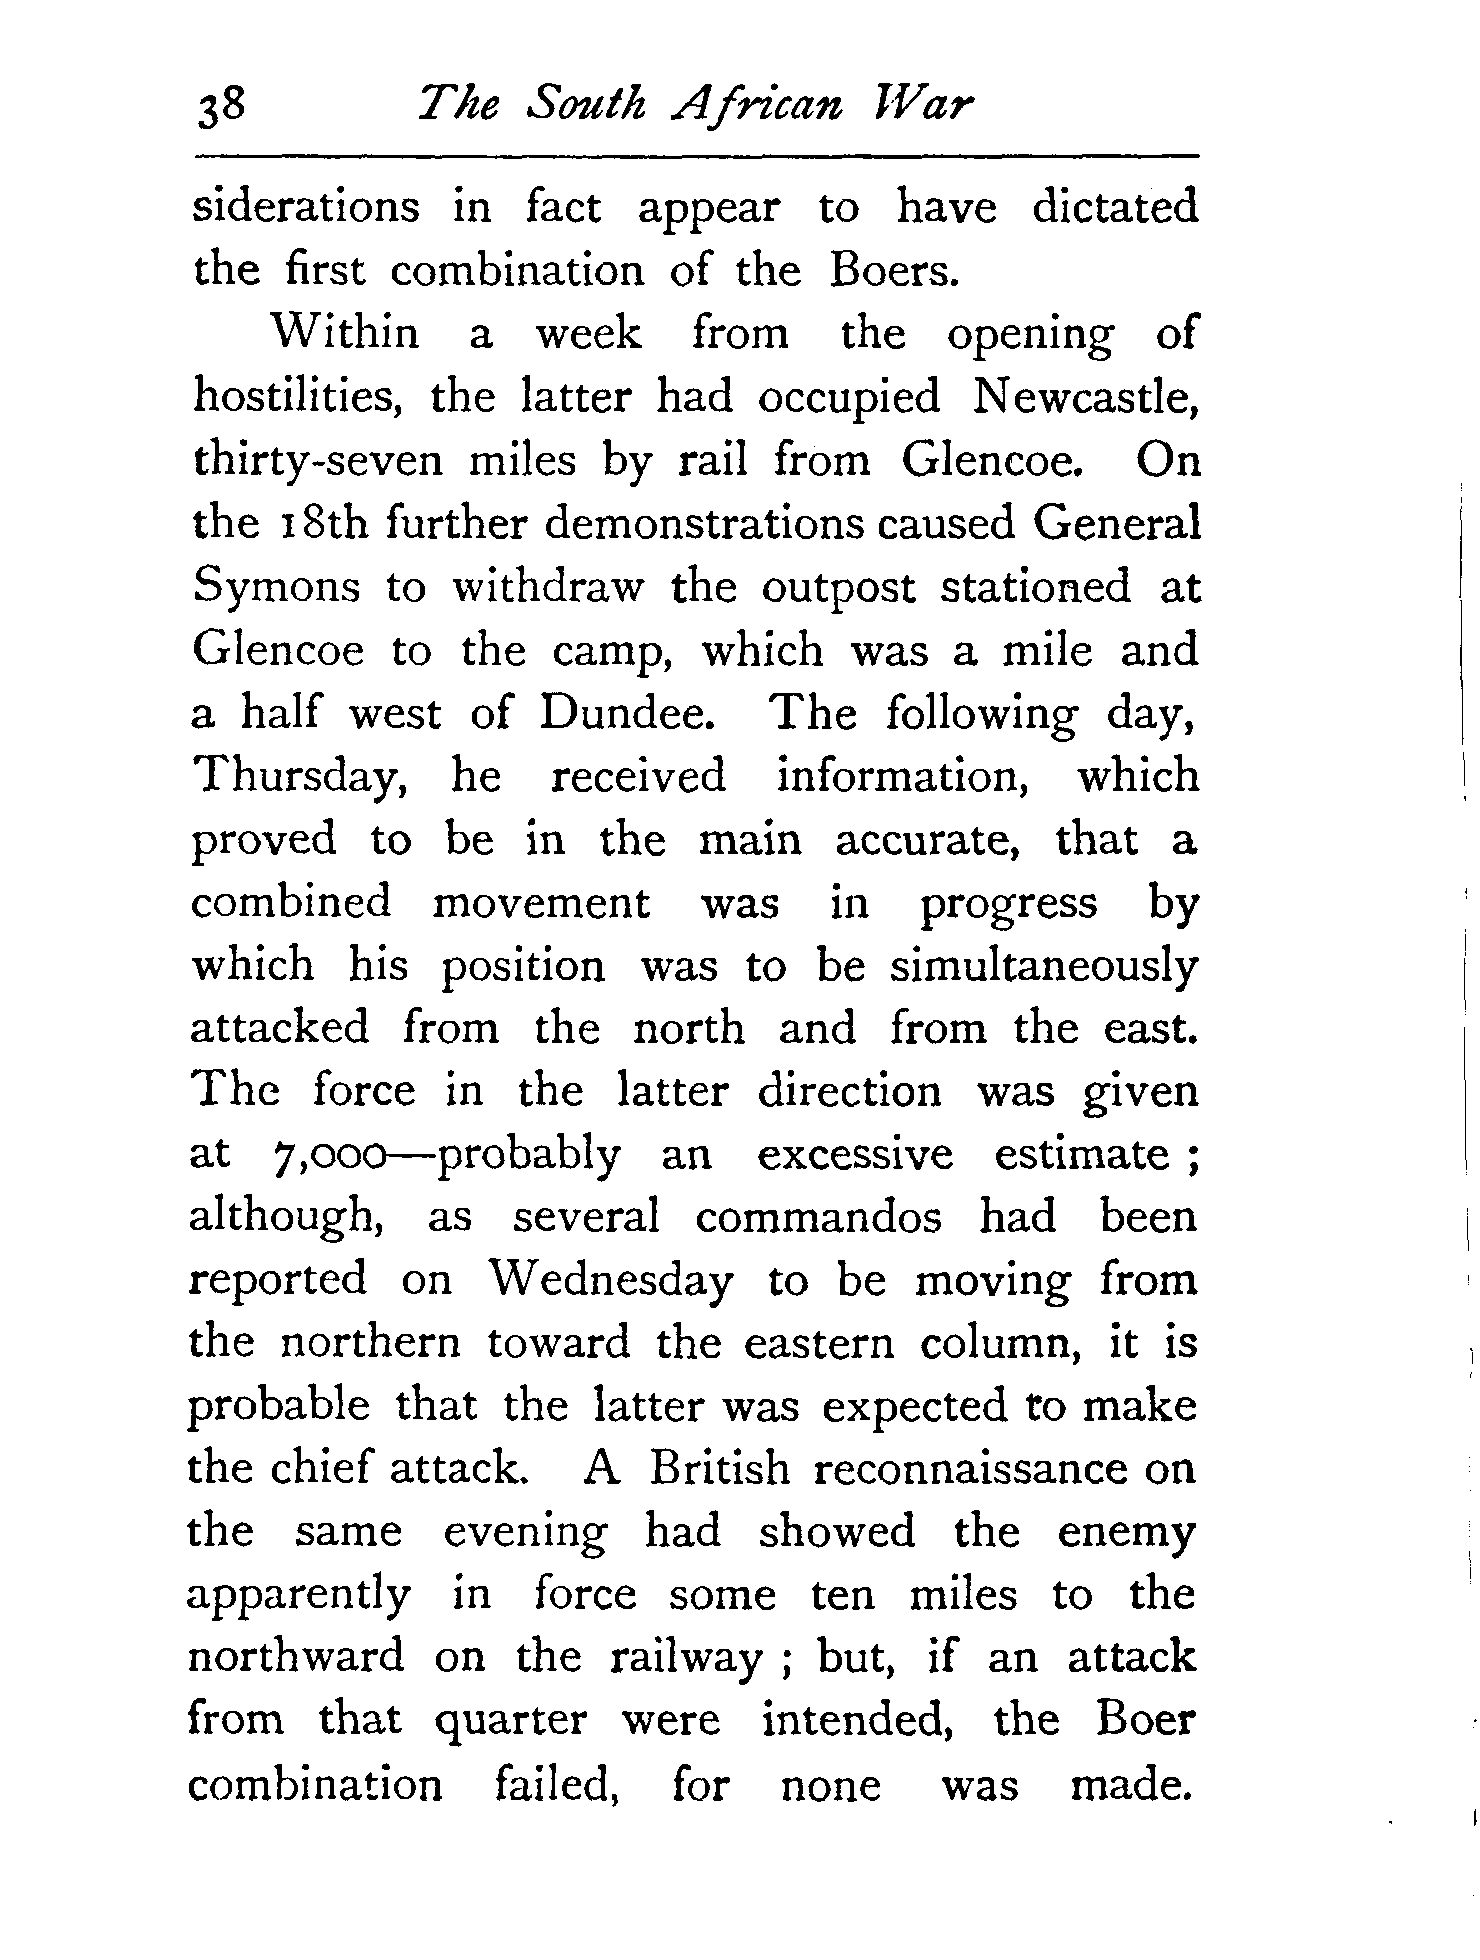 38 The South African War
siderations in fact appear to have dictated
the first combination of the Boers.
Within a week from the opening of
hostilities, the latter had occupied Newcastle,
thirty-seven miles by rail from Glencoe. On
the 18th further demonstrations caused General
Symons to withdraw the outpost stationed at
Glencoe to the camp, which was a mile and
a half west of Dundee. The following day,
Thursday, he received information, which
proved to be in the main accurate, that a
combined movement was in progress by
which his position was to be simultaneously
attacked from the north and from the east.
The force in the latter direction was given
at 7,000—probably an excessive estimate ;
although, as several commandos had been
reported on Wednesday to be moving from
the northern toward the eastern column, it is
probable that the latter was expected to make
the chief attack. A British reconnaissance on
the same evening had showed the enemy
apparently in force some ten miles to the
northward on the railway ; but, if an attack
from that quarter were intended, the Boer
combination failed, for none was made.